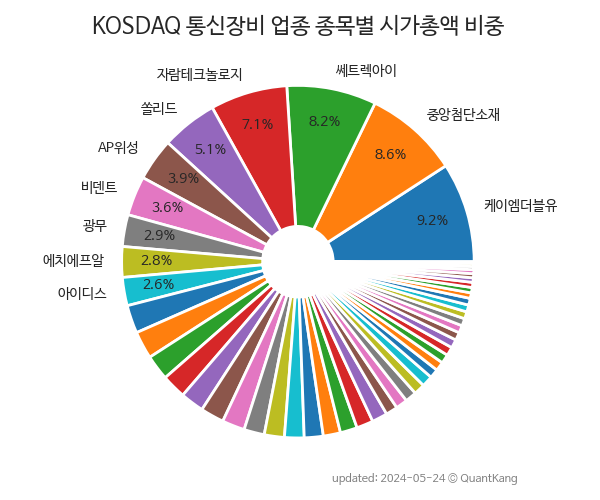 KOSDAQ 통신장비 업종 종목별 시가총액 비중
케이엠더블유
9.2%
중앙첨단소재
8.6%
쎄트렉아이
8.2%
자람테크놀로지
7.1%
쏠리드
5.1%
AP위성
3.9%
비덴트
3.6%
광무
2.9%
에치에프알
2.8%
아이디스
2.6%
updated: 2024-05-24 © QuantKang